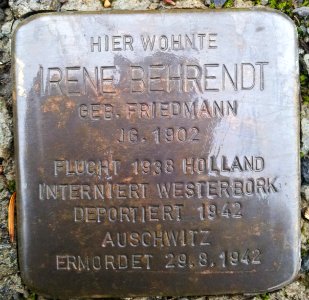 HIER WOHNTE
IRENE BEHRENDT
GEB. FRIEDMANN
JG. 1902
FLUCHT 1938 HOLLAND
INTERNIERT WESTERBORK
DEPORTIERT 1942
AUSCHWITZ
ERMORDET 29.8.1942